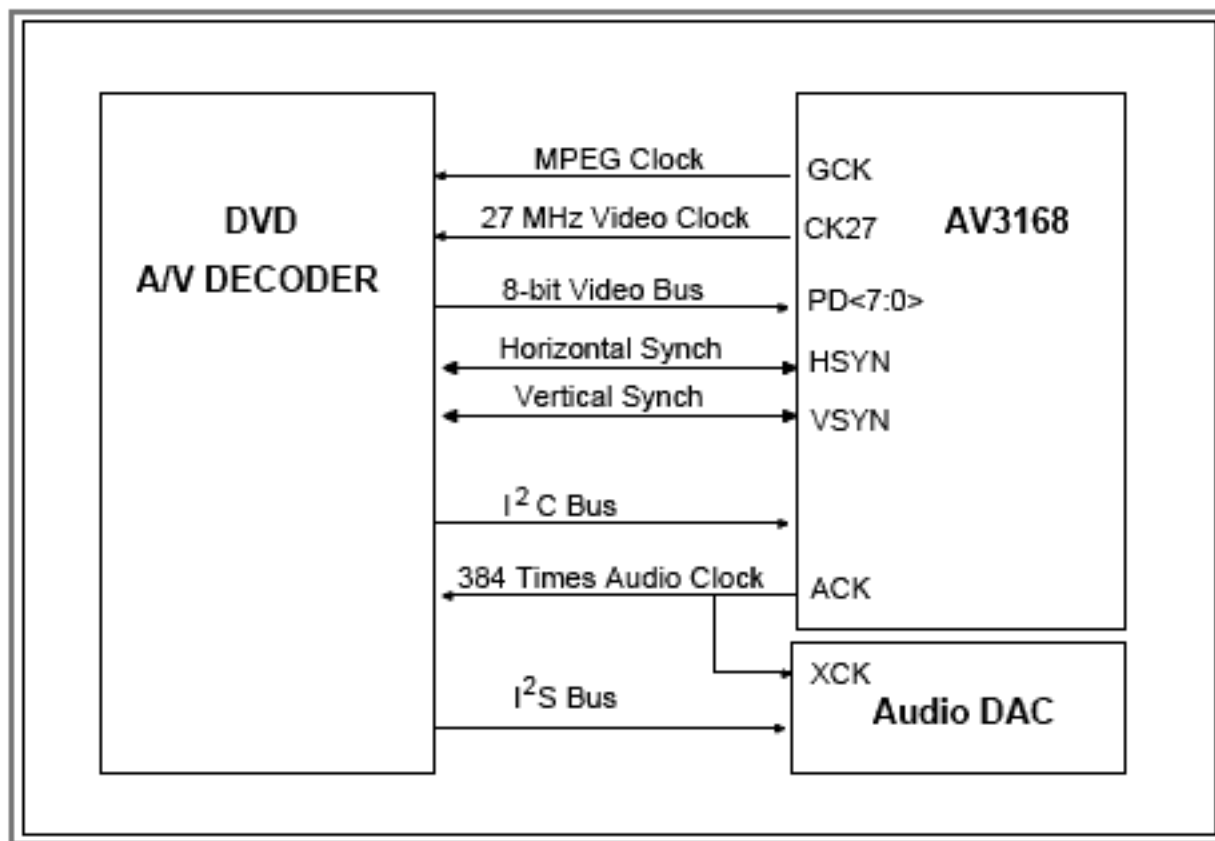 DVD
A/V DECODER
MPEG Clock
27 MHz Video Clock
8-bit Video Bus
Horizontal Synch
Vertical Synch
I² C Bus
384 Times Audio Clock
I²S Bus
GCK
CK27
AV3168
PD<7:0>
HSYN
VSYN
ACK
XCK
Audio DAC